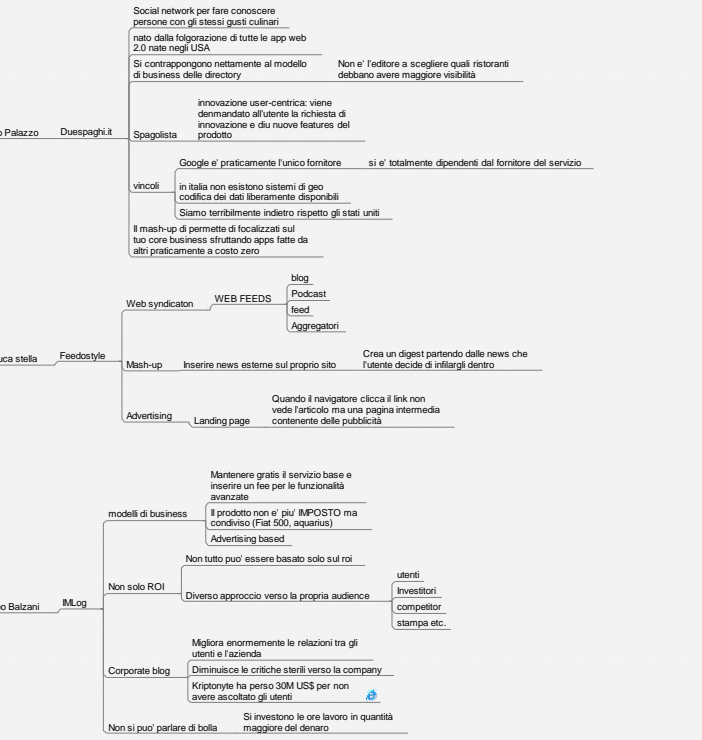 Social network per fare conoscere
persone con gli stessi gusti culinari
nato dalla folgorazione di tutte le app web
2.0 nate negli USA
Si contrappongono nettamente al modello
di business delle directory
Non e' l'editore a scegliere quali ristoranti
debbano avere maggiore visibilità
o Palazzo
Duespaghi.it
Spagolista
innovazione user-centrica: viene
denmandato all'utente la richiesta di
innovazione e diu nuove features del
prodotto
vincoli
Google e' praticamente l'unico fornitore
si e' totalmente dipendenti dal fornitore del servizio
in italia non esistono sistemi di geo
codifica dei dati liberamente disponibili
Siamo terribilmente indietro rispetto gli stati uniti
Il mash-up di permette di focalizzati sul
tuo core business sfruttando apps fatte da
altri praticamente a costo zero
uca stella
Feedostyle
Web syndicaton
WEB FEEDS
blog
Podcast
feed
Aggregatori
Mash-up
Inserire news esterne sul proprio sito
Crea un digest partendo dalle news che
l'utente decide di infilargli dentro
Advertising
Landing page
Quando il navigatore clicca il link non
vede l'articolo ma una pagina intermedia
contenente delle pubblicità
o Balzani
IMLog
modelli di business
Mantenere gratis il servizio base e
inserire un fee per le funzionalità
avanzate
Il prodotto non e' piu' IMPOSTO ma
condiviso (Fiat 500, aquarius)
Advertising based
Non solo ROI
Non tutto puo' essere basato solo sul roi
Diverso approccio verso la propria audience
utenti
Investitori
competitor
stampa etc.
Corporate blog
Migliora enormemente le relazioni tra gli
utenti e l'azienda
Diminuisce le critiche sterili verso la company
Kriptonyte ha perso 30M US$ per non
avere ascoltato gli utenti
Non si puo' parlare di bolla
Si investono le ore lavoro in quantità
maggiore del denaro